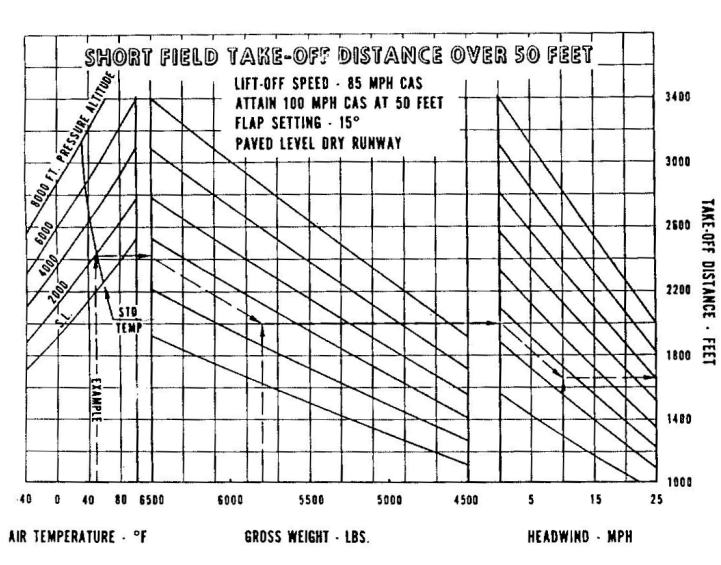 SHORT FIELD TAKE-OFF DISTANCE OVER 50 FEET
LIFT-OFF SPEED - 85 MPH CAS
ATTAIN 100 MPH CAS AT 50 FEET
FLAP SETTING - 15°
PAVED LEVEL DRY RUNWAY
8000 FT. PRESSURE ALTITUDE
6000
4000
2000
S.L.
STD
TEMP
EXAMPLE
3400
3000
2600
2200
1800
1400
1000
TAKE-OFF DISTANCE - FEET
-40 0 40 80 6500 6000 5500 5000 4500 5 15 25
AIR TEMPERATURE - °F GROSS WEIGHT - LBS. HEADWIND - MPH